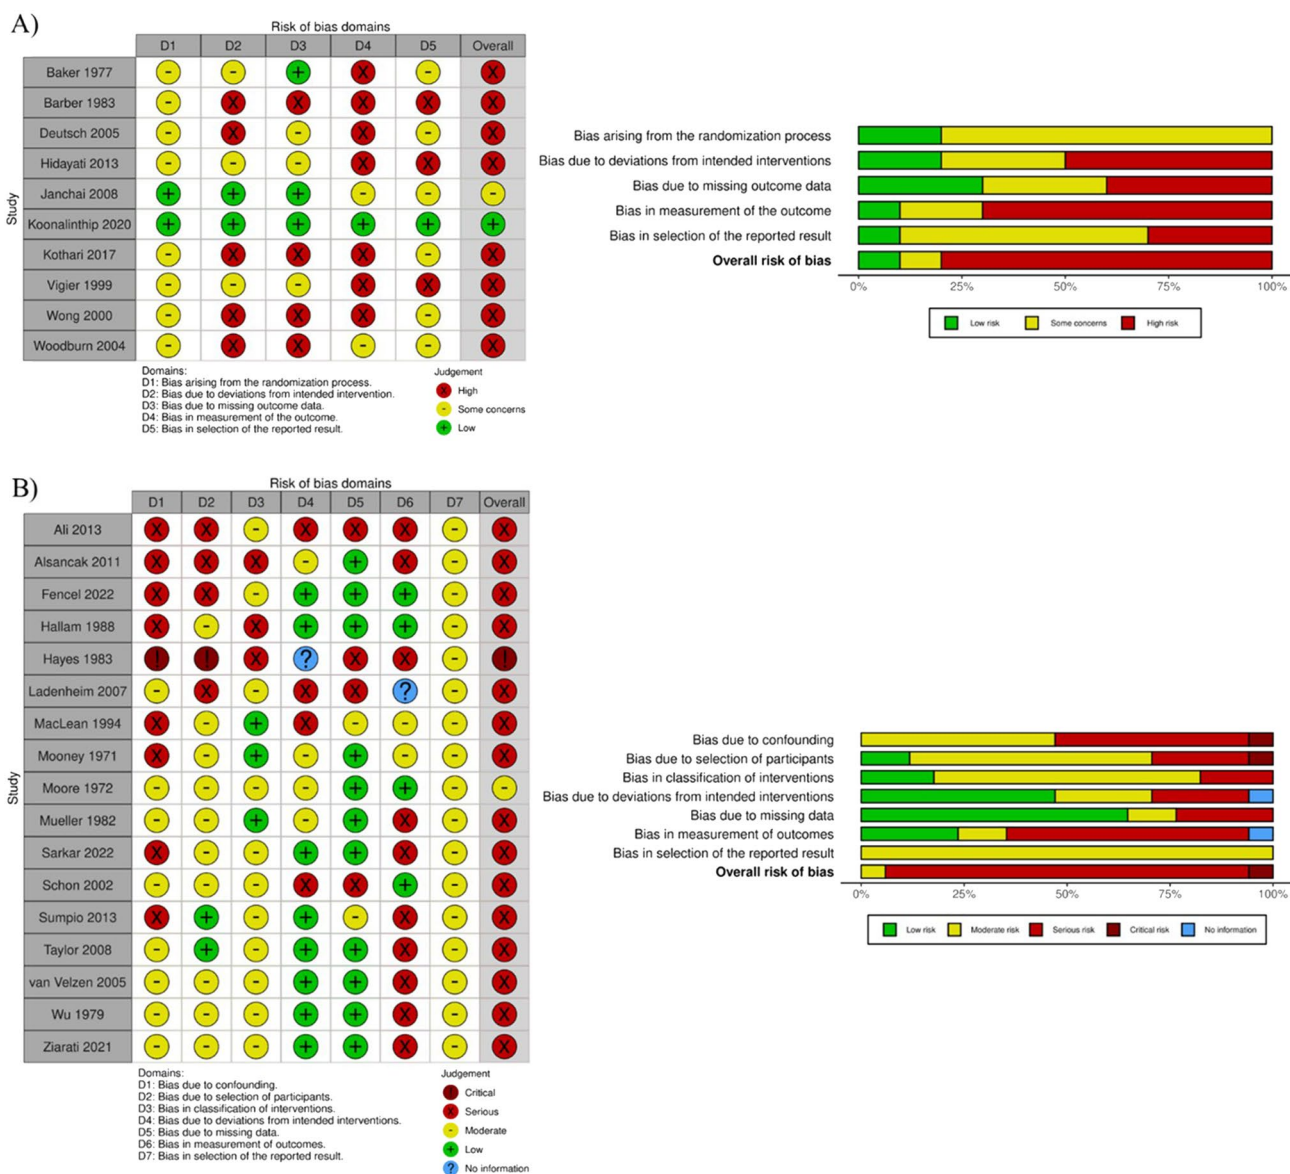 A)
Risk of bias domains
D1 D2 D3 D4 D5 Overall
Study
Baker 1977 - - + X - X
Barber 1983 - X X X X X
Deutsch 2005 - X - X - X
Hidayati 2013 - - - X X X
Janchai 2008 + + + - - -
Koonalinthip 2020 + + + + + +
Kothari 2017 - X X X - X
Vigier 1999 - - - X X X
Wong 2000 - X X X - X
Woodburn 2004 - X X - - X
Domains:
D1: Bias arising from the randomization process.
D2: Bias due to deviations from intended intervention.
D3: Bias due to missing outcome data.
D4: Bias in measurement of the outcome.
D5: Bias in selection of the reported result.
Judgement
X High
- Some concerns
+ Low
Bias arising from the randomization process
Bias due to deviations from intended interventions
Bias due to missing outcome data
Bias in measurement of the outcome
Bias in selection of the reported result
Overall risk of bias
0% 25% 50% 75% 100%
Low risk Some concerns High risk
B)
Risk of bias domains
D1 D2 D3 D4 D5 D6 D7 Overall
Study
Ali 2013 X X - X X X - X
Alsancak 2011 X X X - + X - X
Fencel 2022 X X - + + + - X
Hallam 1988 X - X + + + - X
Hayes 1983 ! ! X ? X X - !
Ladenheim 2007 - X - X X ? - X
MacLean 1994 X - + X - - - X
Mooney 1971 X - + - + - - X
Moore 1972 - - - - + + - -
Mueller 1982 - - + - + X - X
Sarkar 2022 X - - + + X - X
Schon 2002 - - - X X + - X
Sumpio 2013 X + - + - X - X
Taylor 2008 - + - + + X - X
van Velzen 2005 - - - + + X - X
Wu 1979 - - - + + X - X
Ziarati 2021 - - - + + X - X
Domains:
D1: Bias due to confounding.
D2: Bias due to selection of participants.
D3: Bias in classification of interventions.
D4: Bias due to deviations from intended interventions.
D5: Bias due to missing data.
D6: Bias in measurement of outcomes.
D7: Bias in selection of the reported result.
Judgement
! Critical
X Serious
- Moderate
+ Low
? No information
Bias due to confounding
Bias due to selection of participants
Bias in classification of interventions
Bias due to deviations from intended interventions
Bias due to missing data
Bias in measurement of outcomes
Bias in selection of the reported result
Overall risk of bias
0% 25% 50% 75% 100%
Low risk Moderate risk Serious risk Critical risk No information